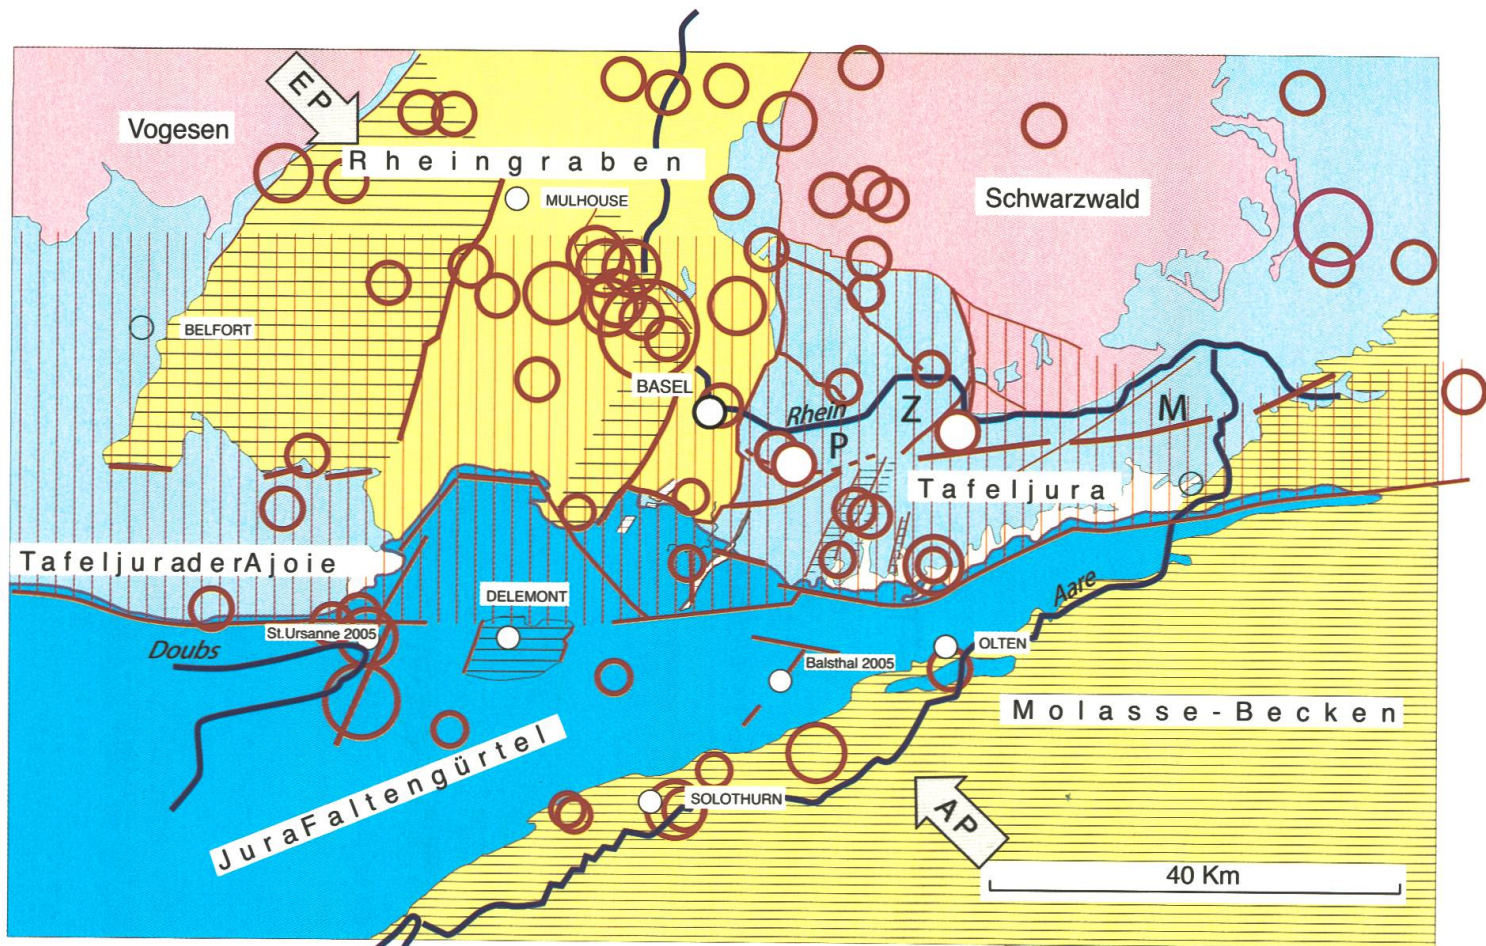 EP
Vogesen
Rheingraben
MULHOUSE
Schwarzwald
BELFORT
BASEL
Rhein
Z
M
P
Tafeljura
TafeljuraderAjoie
DELEMONT
St.Ursanne 2005
Doubs
Aare
OLTEN
Balsthal 2005
Molasse-Becken
JuraFaltengürtel
SOLOTHURN
AP
40 Km